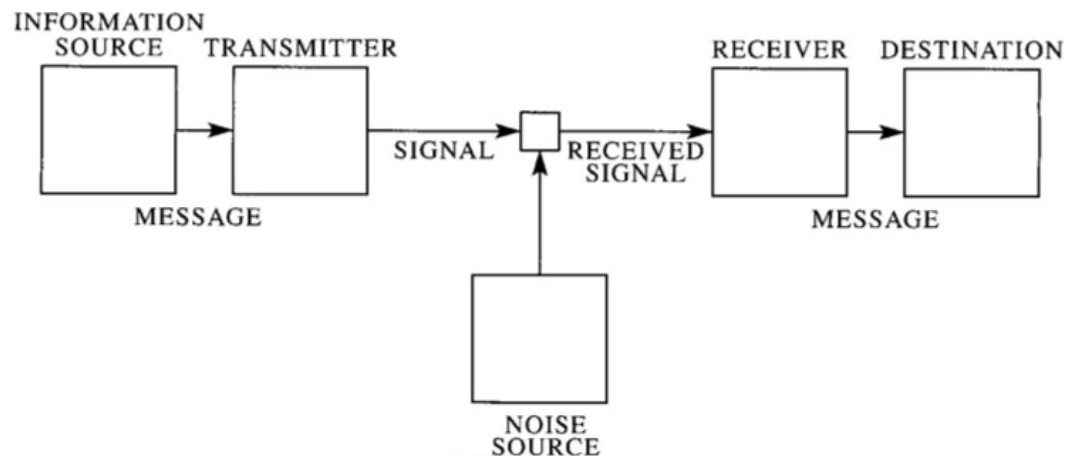 INFORMATION
SOURCE
TRANSMITTER
RECEIVER
DESTINATION
SIGNAL
RECEIVED
SIGNAL
MESSAGE
MESSAGE
NOISE
SOURCE